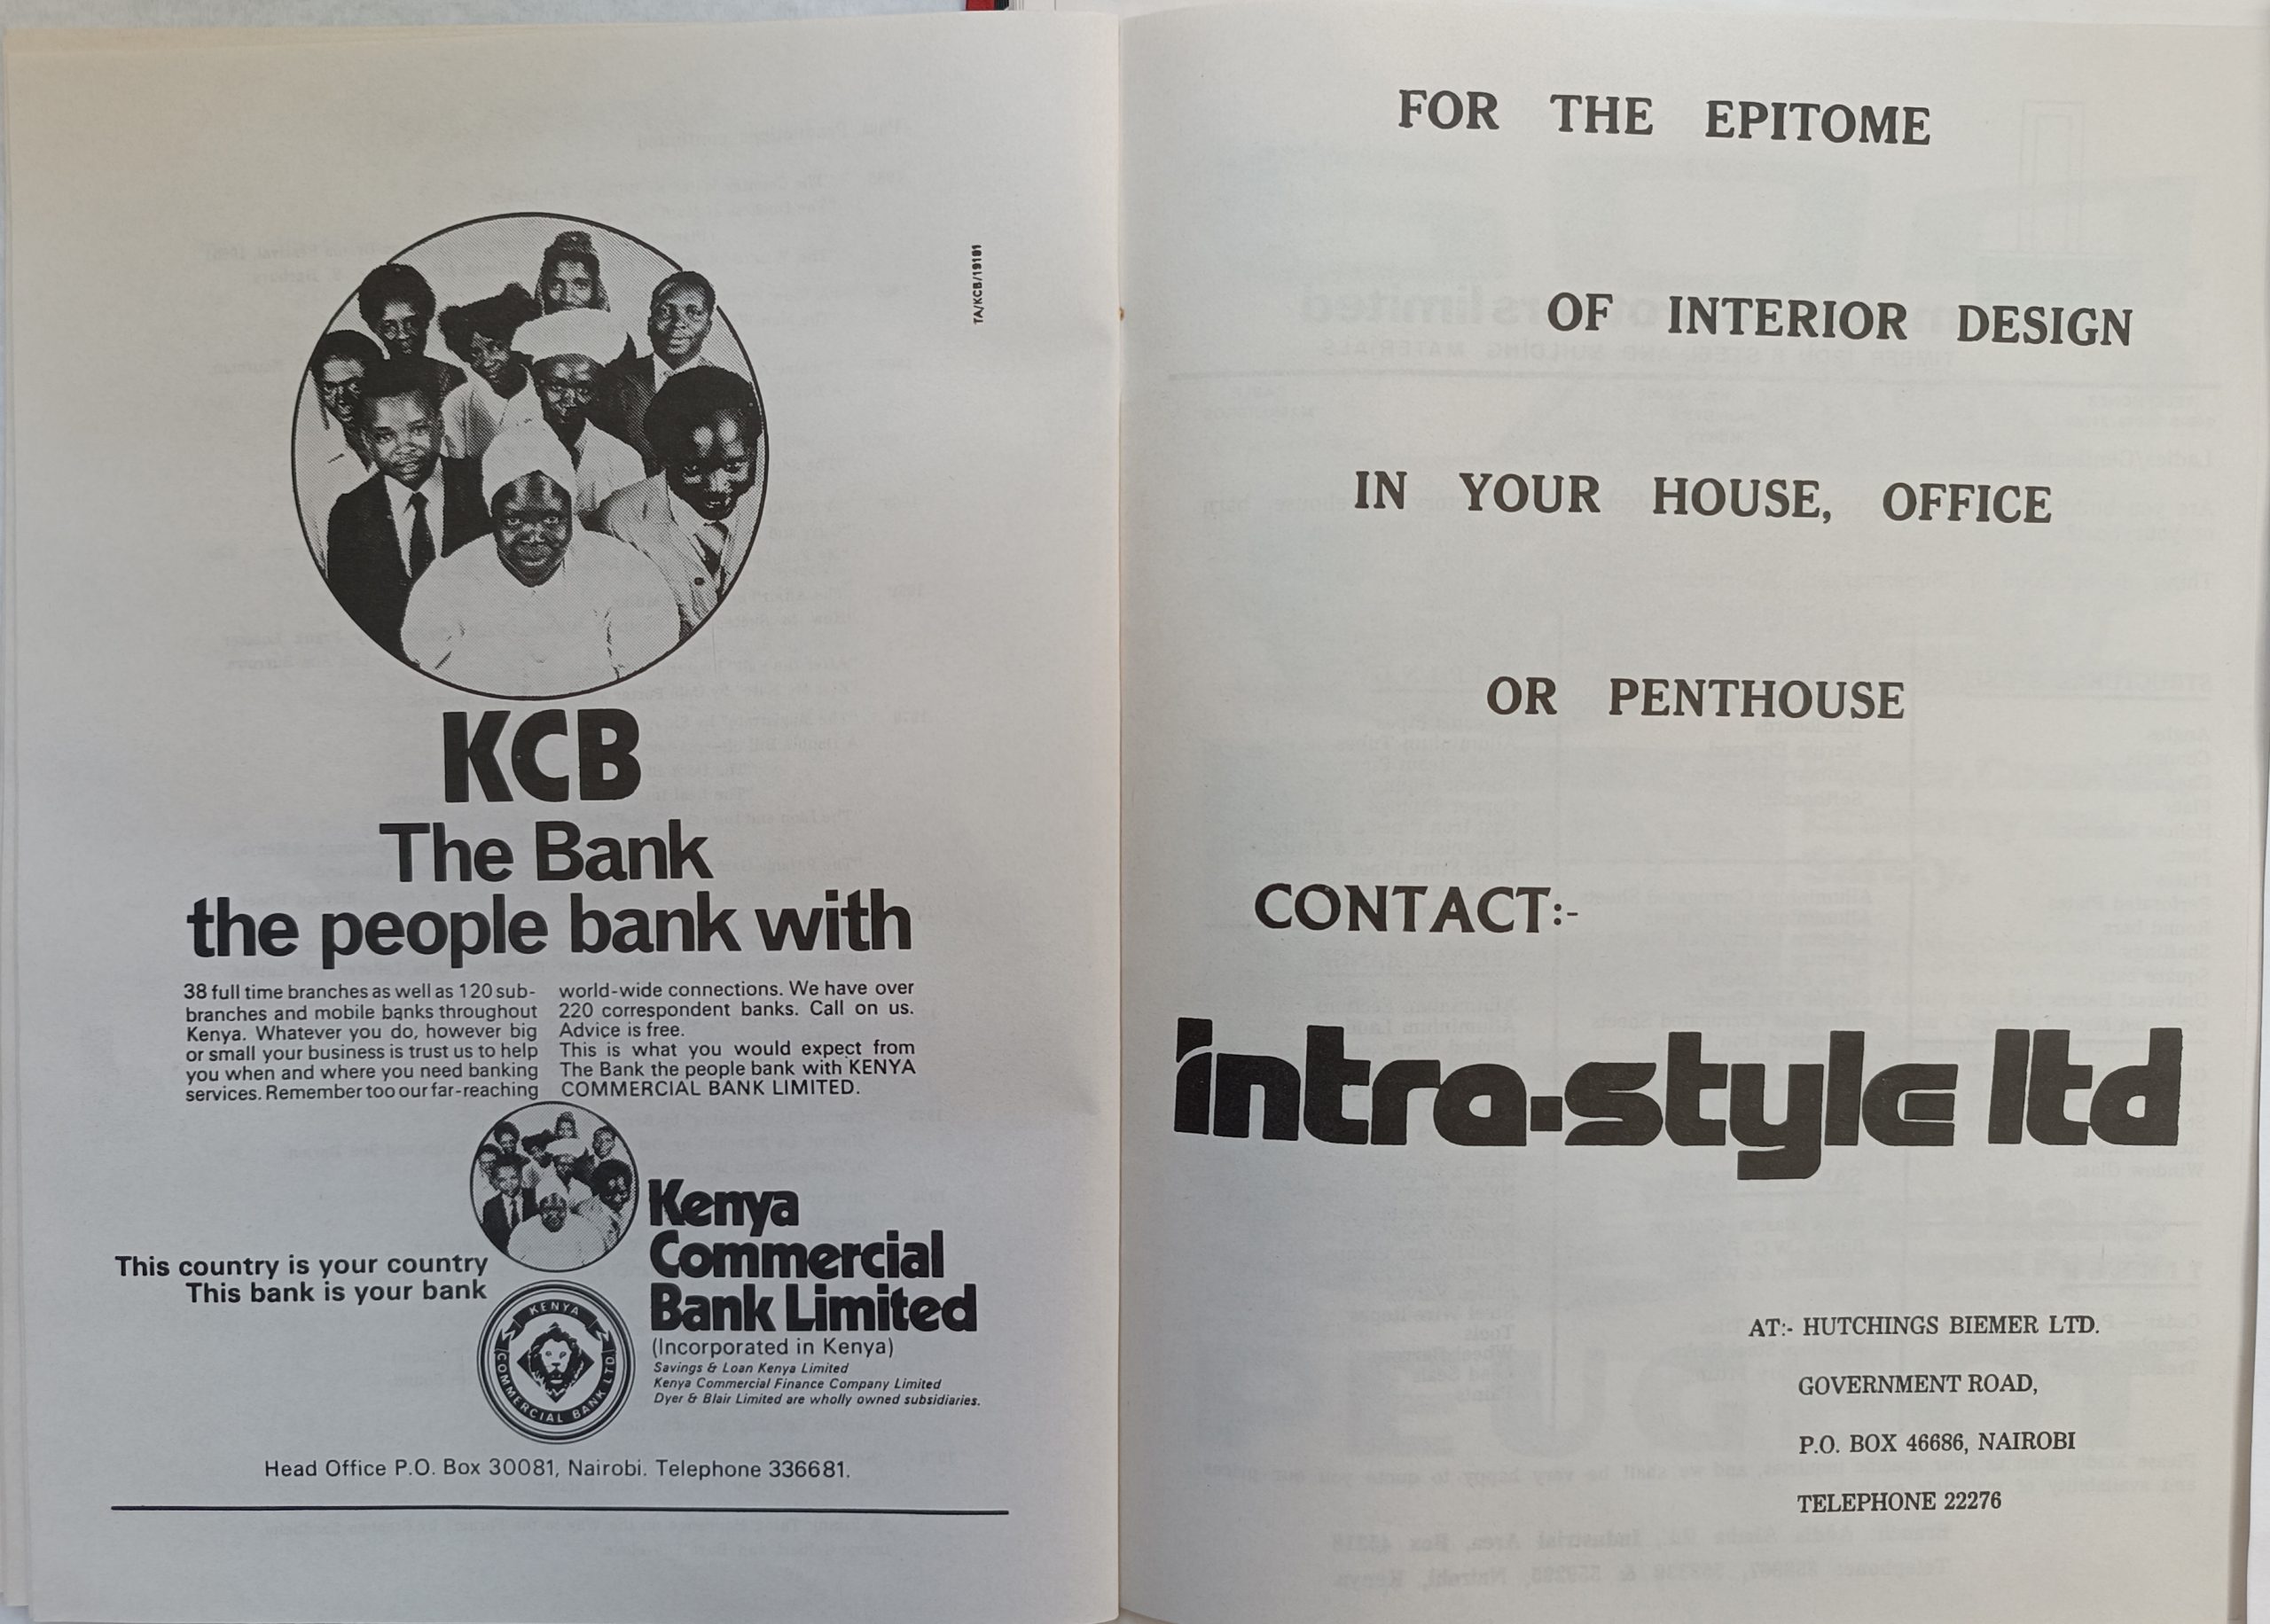 TA/KCB/19191
KCB
The Bank
the people bank with
38 full time branches as well as 120 sub-
branches and mobile banks throughout
Kenya. Whatever you do, however big
or small your business is trust us to help
you when and where you need banking
services. Remember too our far-reaching
world-wide connections. We have over
220 correspondent banks. Call on us.
Advice is free.
This is what you would expect from
The Bank the people bank with KENYA
COMMERCIAL BANK LIMITED.
This country is your country
This bank is your bank
KENYA
COMMERCIAL BANK LTD
Kenya
Commercial
Bank Limited
(Incorporated in Kenya)
Savings & Loan Kenya Limited
Kenya Commercial Finance Company Limited
Dyer & Blair Limited are wholly owned subsidiaries.
Head Office P.O. Box 30081, Nairobi. Telephone 336681.
FOR THE EPITOME
OF INTERIOR DESIGN
IN YOUR HOUSE, OFFICE
OR PENTHOUSE
CONTACT:-
intra-style ltd
AT:- HUTCHINGS BIEMER LTD.
GOVERNMENT ROAD,
P.O. BOX 46686, NAIROBI
TELEPHONE 22276